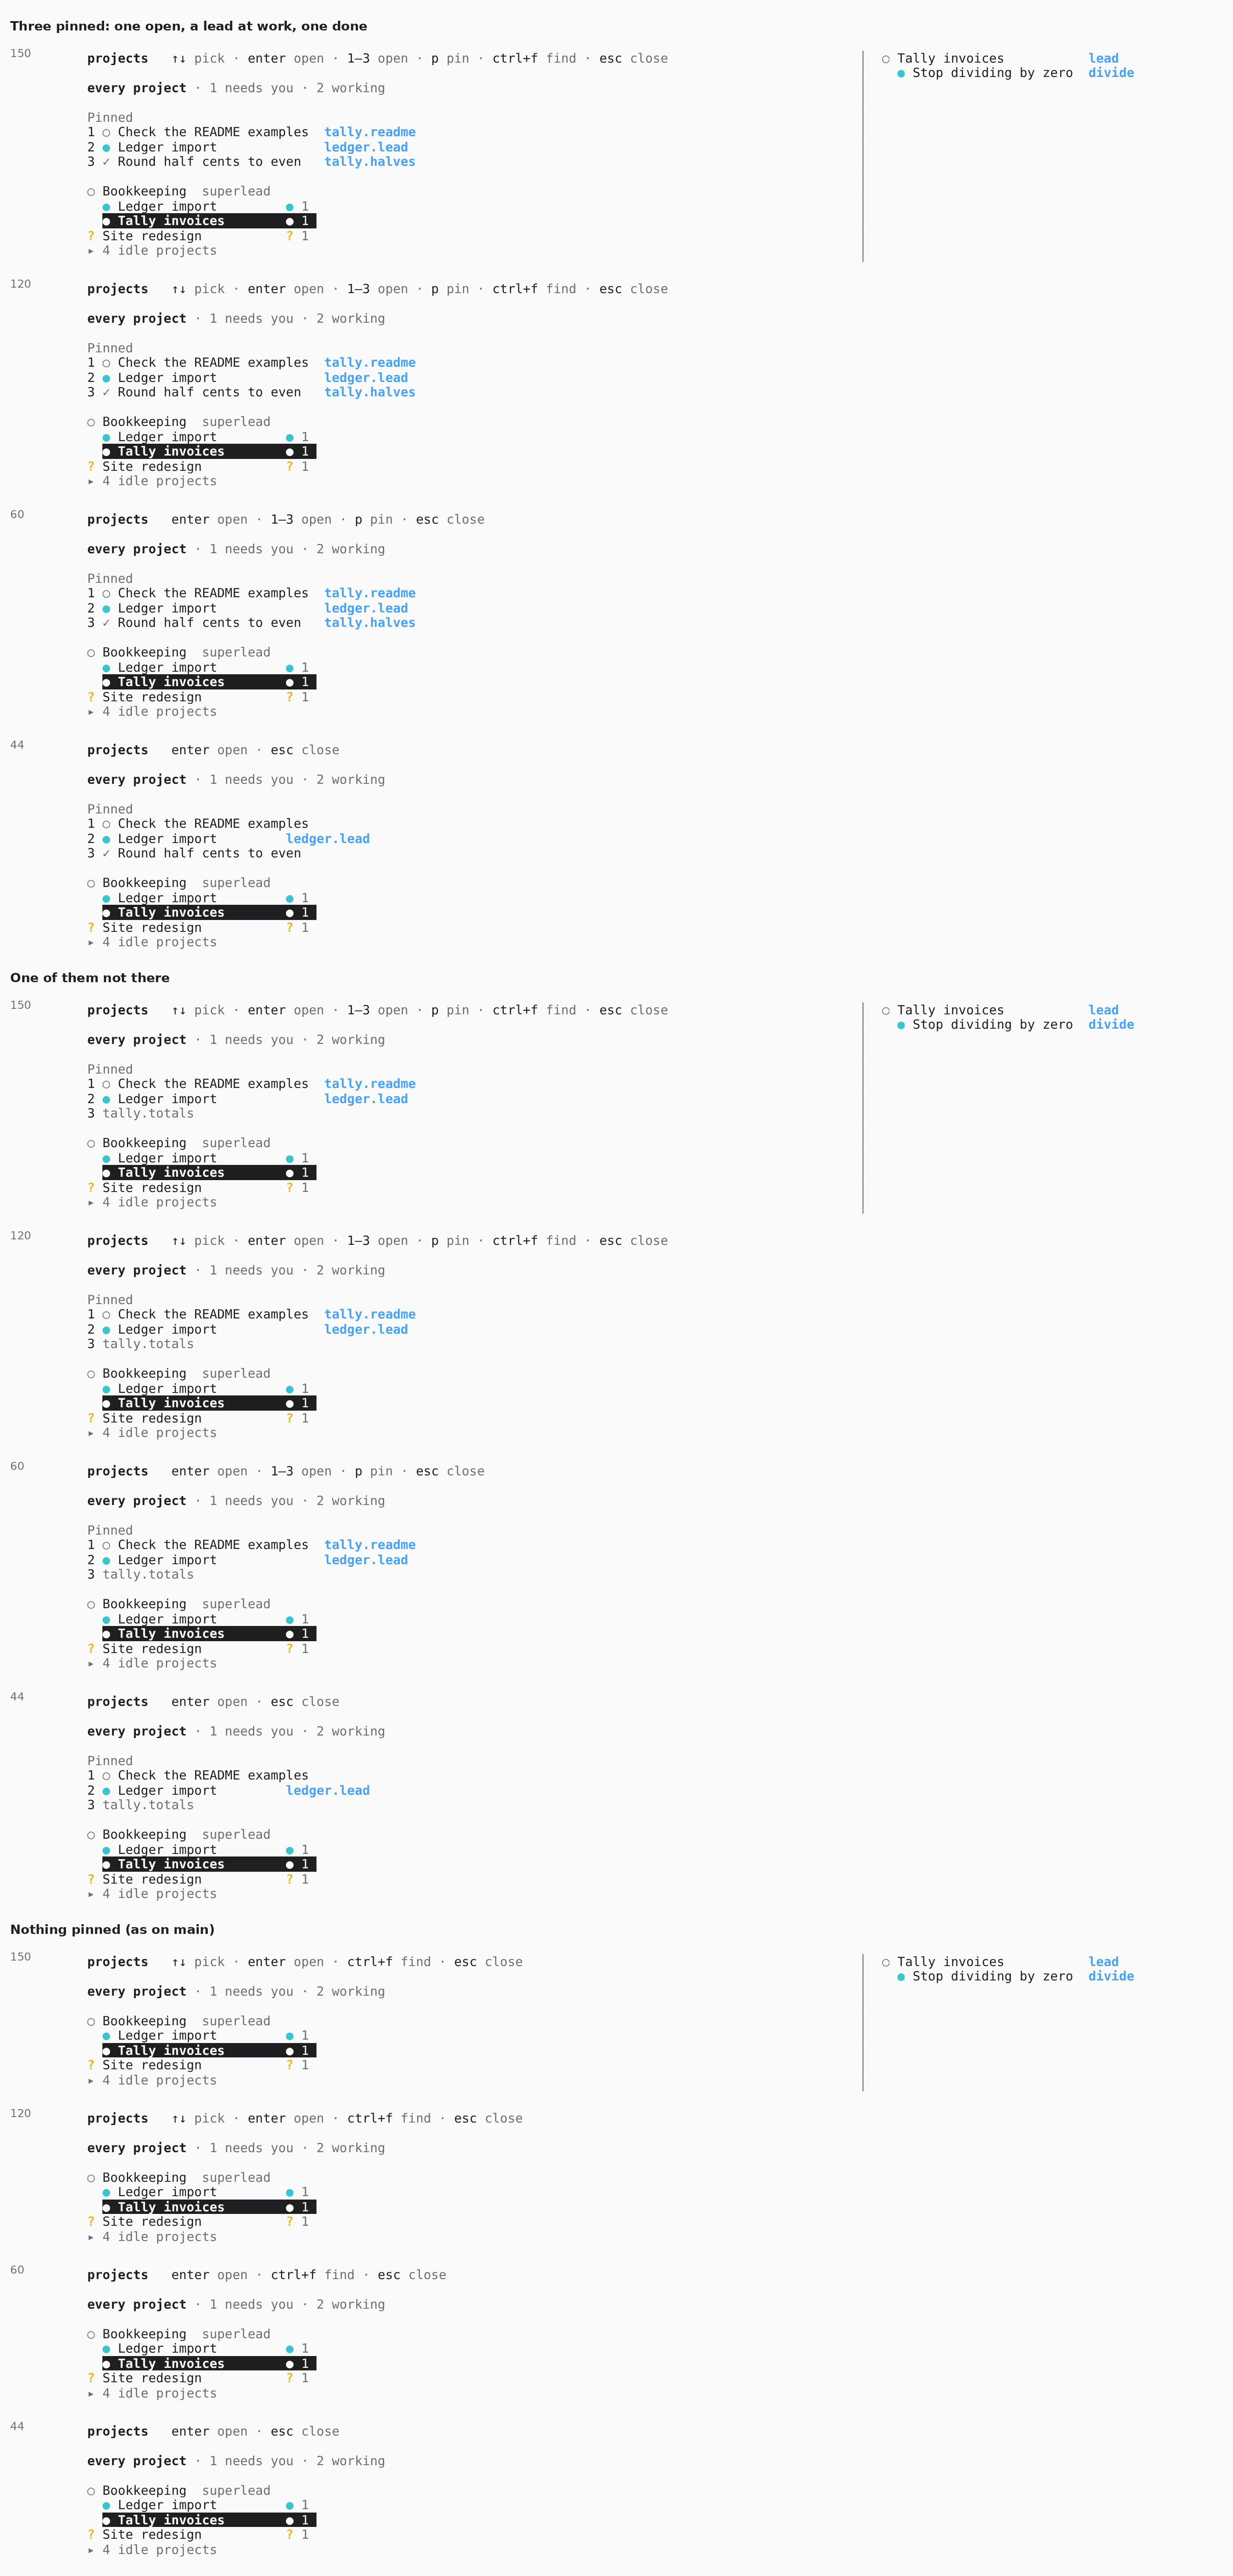 Three pinned: one open, a lead at work, one done
150 projects ↑↓ pick · enter open · 1–3 open · p pin · ctrl+f find · esc close │ ○ Tally invoices lead
│ ● Stop dividing by zero divide
every project · 1 needs you · 2 working
Pinned
1 ○ Check the README examples tally.readme
2 ● Ledger import ledger.lead
3 ✓ Round half cents to even tally.halves
○ Bookkeeping superlead
● Ledger import ● 1
● Tally invoices ● 1
? Site redesign ? 1
▸ 4 idle projects
120 projects ↑↓ pick · enter open · 1–3 open · p pin · ctrl+f find · esc close
every project · 1 needs you · 2 working
Pinned
1 ○ Check the README examples tally.readme
2 ● Ledger import ledger.lead
3 ✓ Round half cents to even tally.halves
○ Bookkeeping superlead
● Ledger import ● 1
● Tally invoices ● 1
? Site redesign ? 1
▸ 4 idle projects
60 projects enter open · 1–3 open · p pin · esc close
every project · 1 needs you · 2 working
Pinned
1 ○ Check the README examples tally.readme
2 ● Ledger import ledger.lead
3 ✓ Round half cents to even tally.halves
○ Bookkeeping superlead
● Ledger import ● 1
● Tally invoices ● 1
? Site redesign ? 1
▸ 4 idle projects
44 projects enter open · esc close
every project · 1 needs you · 2 working
Pinned
1 ○ Check the README examples
2 ● Ledger import ledger.lead
3 ✓ Round half cents to even
○ Bookkeeping superlead
● Ledger import ● 1
● Tally invoices ● 1
? Site redesign ? 1
▸ 4 idle projects
One of them not there
150 projects ↑↓ pick · enter open · 1–3 open · p pin · ctrl+f find · esc close │ ○ Tally invoices lead
│ ● Stop dividing by zero divide
every project · 1 needs you · 2 working
Pinned
1 ○ Check the README examples tally.readme
2 ● Ledger import ledger.lead
3 tally.totals
○ Bookkeeping superlead
● Ledger import ● 1
● Tally invoices ● 1
? Site redesign ? 1
▸ 4 idle projects
120 projects ↑↓ pick · enter open · 1–3 open · p pin · ctrl+f find · esc close
every project · 1 needs you · 2 working
Pinned
1 ○ Check the README examples tally.readme
2 ● Ledger import ledger.lead
3 tally.totals
○ Bookkeeping superlead
● Ledger import ● 1
● Tally invoices ● 1
? Site redesign ? 1
▸ 4 idle projects
60 projects enter open · 1–3 open · p pin · esc close
every project · 1 needs you · 2 working
Pinned
1 ○ Check the README examples tally.readme
2 ● Ledger import ledger.lead
3 tally.totals
○ Bookkeeping superlead
● Ledger import ● 1
● Tally invoices ● 1
? Site redesign ? 1
▸ 4 idle projects
44 projects enter open · esc close
every project · 1 needs you · 2 working
Pinned
1 ○ Check the README examples
2 ● Ledger import ledger.lead
3 tally.totals
○ Bookkeeping superlead
● Ledger import ● 1
● Tally invoices ● 1
? Site redesign ? 1
▸ 4 idle projects
Nothing pinned (as on main)
150 projects ↑↓ pick · enter open · ctrl+f find · esc close │ ○ Tally invoices lead
│ ● Stop dividing by zero divide
every project · 1 needs you · 2 working
○ Bookkeeping superlead
● Ledger import ● 1
● Tally invoices ● 1
? Site redesign ? 1
▸ 4 idle projects
120 projects ↑↓ pick · enter open · ctrl+f find · esc close
every project · 1 needs you · 2 working
○ Bookkeeping superlead
● Ledger import ● 1
● Tally invoices ● 1
? Site redesign ? 1
▸ 4 idle projects
60 projects enter open · ctrl+f find · esc close
every project · 1 needs you · 2 working
○ Bookkeeping superlead
● Ledger import ● 1
● Tally invoices ● 1
? Site redesign ? 1
▸ 4 idle projects
44 projects enter open · esc close
every project · 1 needs you · 2 working
○ Bookkeeping superlead
● Ledger import ● 1
● Tally invoices ● 1
? Site redesign ? 1
▸ 4 idle projects